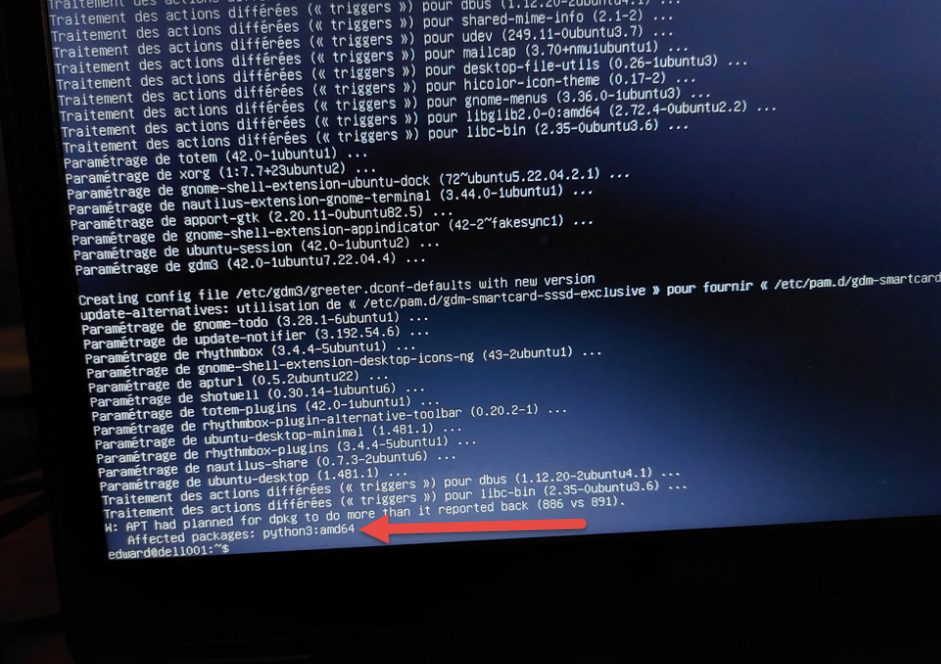 Traitement des actions différées (« triggers ») pour dbus (1.12.20-2ubuntu4.1) ...
Traitement des actions différées (« triggers ») pour shared-mime-info (2.1-2) ...
Traitement des actions différées (« triggers ») pour udev (249.11-0ubuntu3.7) ...
Traitement des actions différées (« triggers ») pour mailcap (3.70+nmu1ubuntu1) ...
Traitement des actions différées (« triggers ») pour desktop-file-utils (0.26-1ubuntu3) ...
Traitement des actions différées (« triggers ») pour hicolor-icon-theme (0.17-2) ...
Traitement des actions différées (« triggers ») pour gnome-menus (3.36.0-1ubuntu3) ...
Traitement des actions différées (« triggers ») pour libglib2.0-0:amd64 (2.72.4-0ubuntu2.2) ...
Traitement des actions différées (« triggers ») pour libc-bin (2.35-0ubuntu3.6) ...
Paramétrage de totem (42.0-1ubuntu1) ...
Paramétrage de xorg (1:7.7+23ubuntu2) ...
Paramétrage de gnome-shell-extension-ubuntu-dock (72~ubuntu5.22.04.2.1) ...
Paramétrage de nautilus-extension-gnome-terminal (3.44.0-1ubuntu1) ...
Paramétrage de apport-gtk (2.20.11-0ubuntu82.5) ...
Paramétrage de gnome-shell-extension-appindicator (42-2~fakesync1) ...
Paramétrage de ubuntu-session (42.0-1ubuntu2) ...
Paramétrage de gdm3 (42.0-1ubuntu7.22.04.4) ...
Creating config file /etc/gdm3/greeter.dconf-defaults with new version
update-alternatives: utilisation de « /etc/pam.d/gdm-smartcard-sssd-exclusive » pour fournir « /etc/pam.d/gdm-smartcard
Paramétrage de gnome-todo (3.28.1-6ubuntu1) ...
Paramétrage de update-notifier (3.192.54.6) ...
Paramétrage de rhythmbox (3.4.4-5ubuntu1) ...
Paramétrage de gnome-shell-extension-desktop-icons-ng (43-2ubuntu1) ...
Paramétrage de apturl (0.5.2ubuntu22) ...
Paramétrage de shotwell (0.30.14-1ubuntu6) ...
Paramétrage de totem-plugins (42.0-1ubuntu1) ...
Paramétrage de rhythmbox-plugin-alternative-toolbar (0.20.2-1) ...
Paramétrage de ubuntu-desktop-minimal (1.481.1) ...
Paramétrage de rhythmbox-plugins (3.4.4-5ubuntu1) ...
Paramétrage de nautilus-share (0.7.3-2ubuntu6) ...
Paramétrage de ubuntu-desktop (1.481.1) ...
Traitement des actions différées (« triggers ») pour dbus (1.12.20-2ubuntu4.1) ...
Traitement des actions différées (« triggers ») pour libc-bin (2.35-0ubuntu3.6) ...
W: APT had planned for dpkg to do more than it reported back (886 vs 891).
Affected packages: python3:amd64
edward@dell001:~$